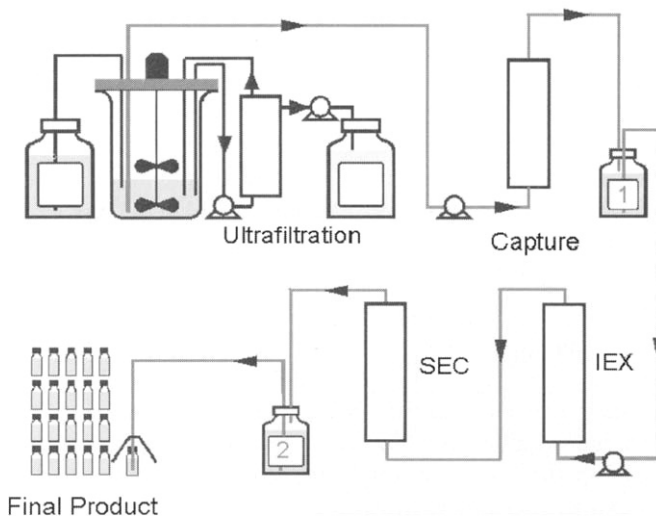 Ultrafiltration
Capture
1
SEC
IEX
2
Final Product